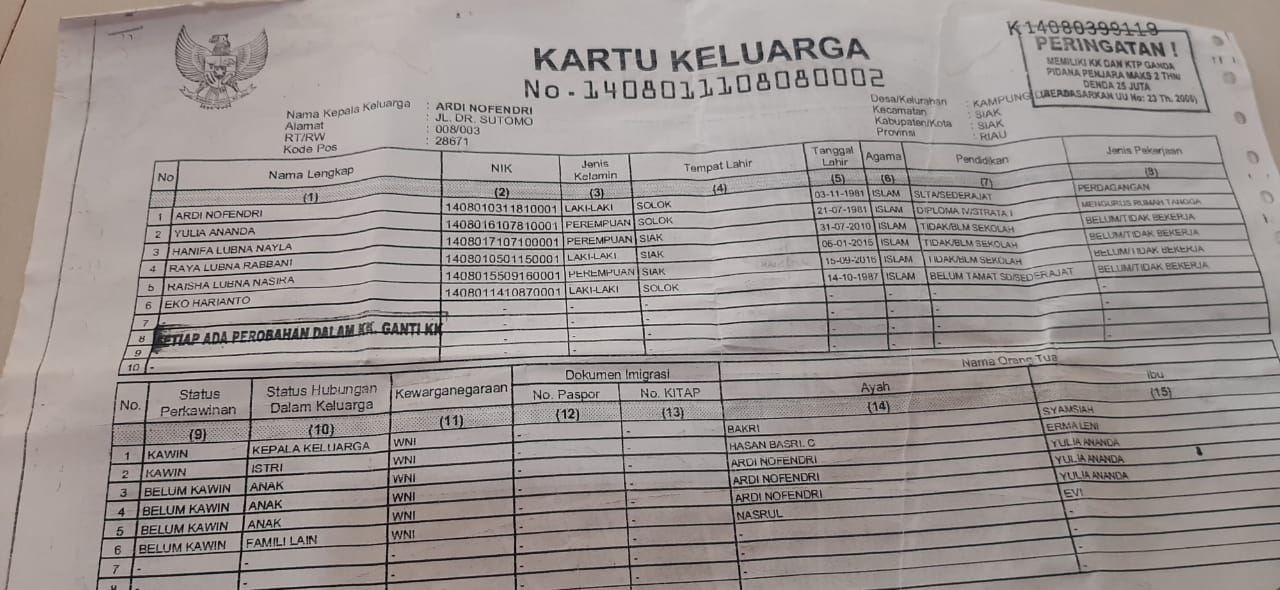 K14080399119
PERINGATAN !
MEMILIKI KK DAN KTP GANDA
PIDANA PENJARA MAKS 2 THN
DENDA 25 JUTA
(BERDASARKAN UU No: 23 Th. 2006)
KARTU KELUARGA
No. 1408011108080002
Nama Kepala Keluarga : ARDI NOFENDRI
Alamat : JL. DR. SUTOMO
RT/RW : 008/003
Kode Pos : 28671
Desa/Kelurahan : KAMPUNG
Kecamatan : SIAK
Kabupaten/Kota : SIAK
Provinsi : RIAU
No Nama Lengkap NIK Jenis Kelamin Tempat Lahir Tanggal Lahir Agama Pendidikan Jenis Pekerjaan
(1) (2) (3) (4) (5) (6) (7) (8)
1 ARDI NOFENDRI 1408010311810001 LAKI-LAKI SOLOK 03-11-1981 ISLAM SLTA/SEDERAJAT PERDAGANGAN
2 YULIA ANANDA 1408016107810001 PEREMPUAN SOLOK 21-07-1981 ISLAM DIPLOMA IV/STRATA I MENGURUS RUMAH TANGGA
3 HANIFA LUBNA NAYLA 1408017107100001 PEREMPUAN SIAK 31-07-2010 ISLAM TIDAK/BLM SEKOLAH BELUM/TIDAK BEKERJA
4 RAYA LUBNA RABBANI 1408010501150001 LAKI-LAKI SIAK 05-01-2015 ISLAM TIDAK/BLM SEKOLAH BELUM/TIDAK BEKERJA
5 RAISHA LUBNA NASIKA 1408015509160001 PEREMPUAN SIAK 15-09-2016 ISLAM TIDAK/BLM SEKOLAH BELUM/TIDAK BEKERJA
6 EKO HARIANTO 1408011410870001 LAKI-LAKI SOLOK 14-10-1987 ISLAM BELUM TAMAT SD/SEDERAJAT BELUM/TIDAK BEKERJA
7 - - - - - - -
8 SETIAP ADA PEROBAHAN DALAM KK. GANTI KK
9
10 -
No. Status Perkawinan Status Hubungan Dalam Keluarga Kewarganegaraan Dokumen Imigrasi Nama Orang Tua
No. Paspor No. KITAP Ayah Ibu
(9) (10) (11) (12) (13) (14) (15)
1 KAWIN KEPALA KELUARGA WNI - - BAKRI SYAMSIAH
2 KAWIN ISTRI WNI - - HASAN BASRI. C ERMA LENI
3 BELUM KAWIN ANAK WNI - - ARDI NOFENDRI YULIA ANANDA
4 BELUM KAWIN ANAK WNI - - ARDI NOFENDRI YULIA ANANDA
5 BELUM KAWIN ANAK WNI - - ARDI NOFENDRI YULIA ANANDA
6 BELUM KAWIN FAMILI LAIN WNI - - NASRUL EVI
7 - - - - - - -